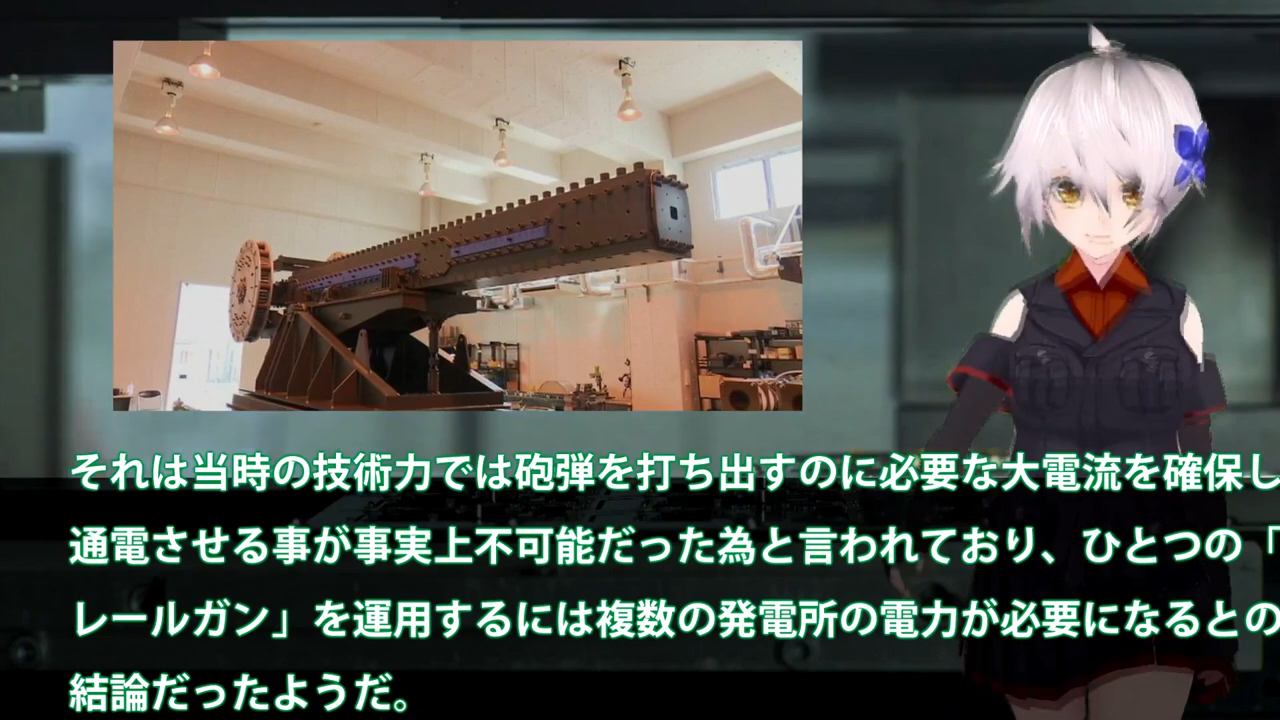 それは当時の技術力では砲弾を打ち出すのに必要な大電流を確保し
通電させる事が事実上不可能だった為と言われており、ひとつの「
レールガン」を運用するには複数の発電所の電力が必要になるとの
結論だったようだ。